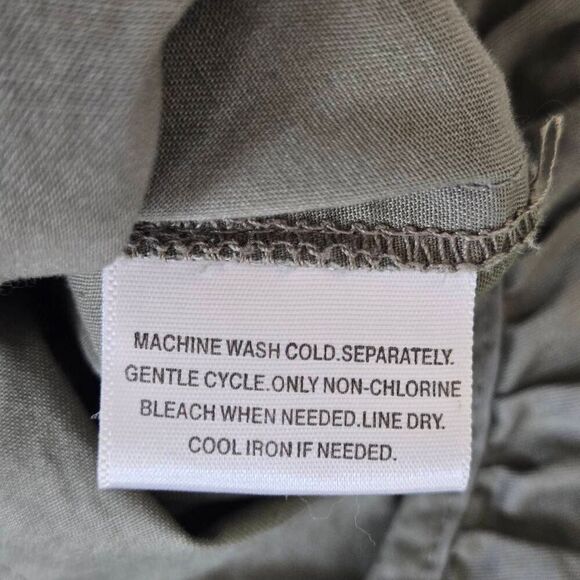 MACHINE WASH COLD.SEPARATELY.
GENTLE CYCLE.ONLY NON-CHLORINE
BLEACH WHEN NEEDED.LINE DRY.
COOL IRON IF NEEDED.